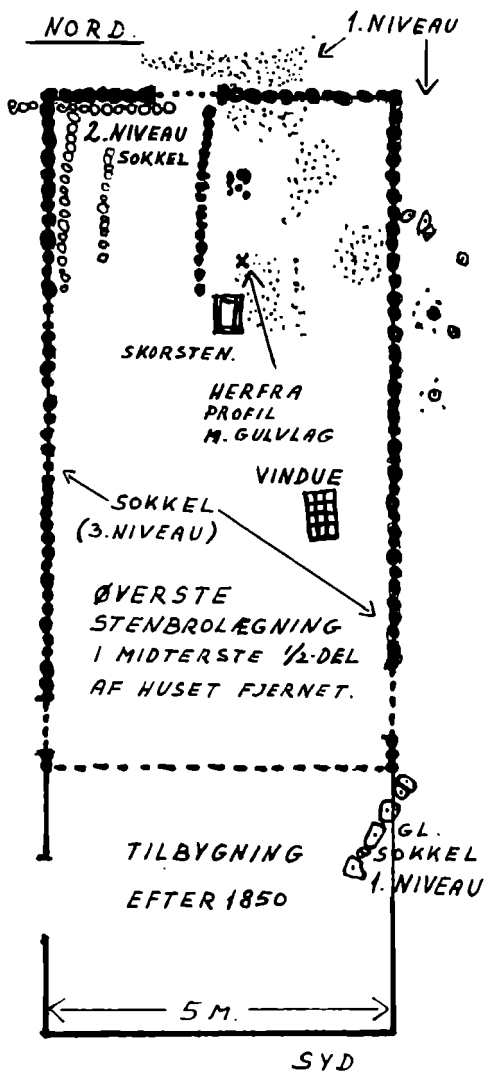 NORD.
1. NIVEAU
2. NIVEAU
SOKKEL
SKORSTEN.
HERFRA
PROFIL
M. GULVLAG
VINDUE
SOKKEL
(3. NIVEAU)
ØVERSTE
STENBROLÆGNING
I MIDTERSTE 1/2-DEL
AF HUSET FJERNET.
GL.
SOKKEL
1. NIVEAU
TILBYGNING
EFTER 1850
5 M.
SYD